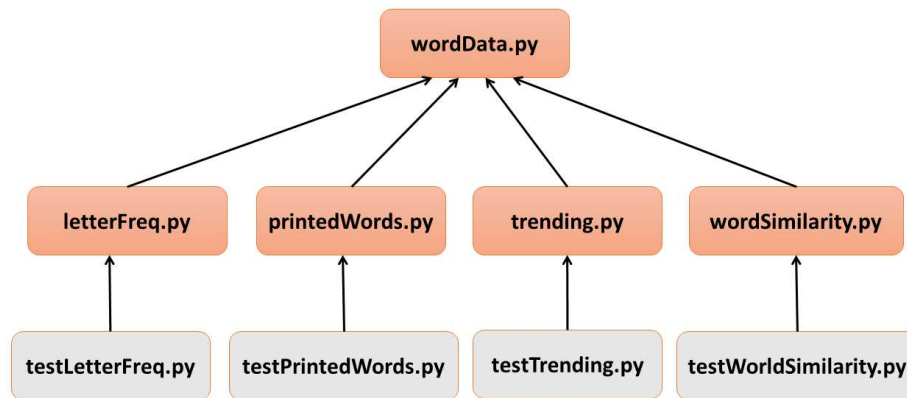 wordData.py
letterFreq.py
printedWords.py
trending.py
wordSimilarity.py
testLetterFreq.py
testPrintedWords.py
testTrending.py
testWorldSimilarity.py